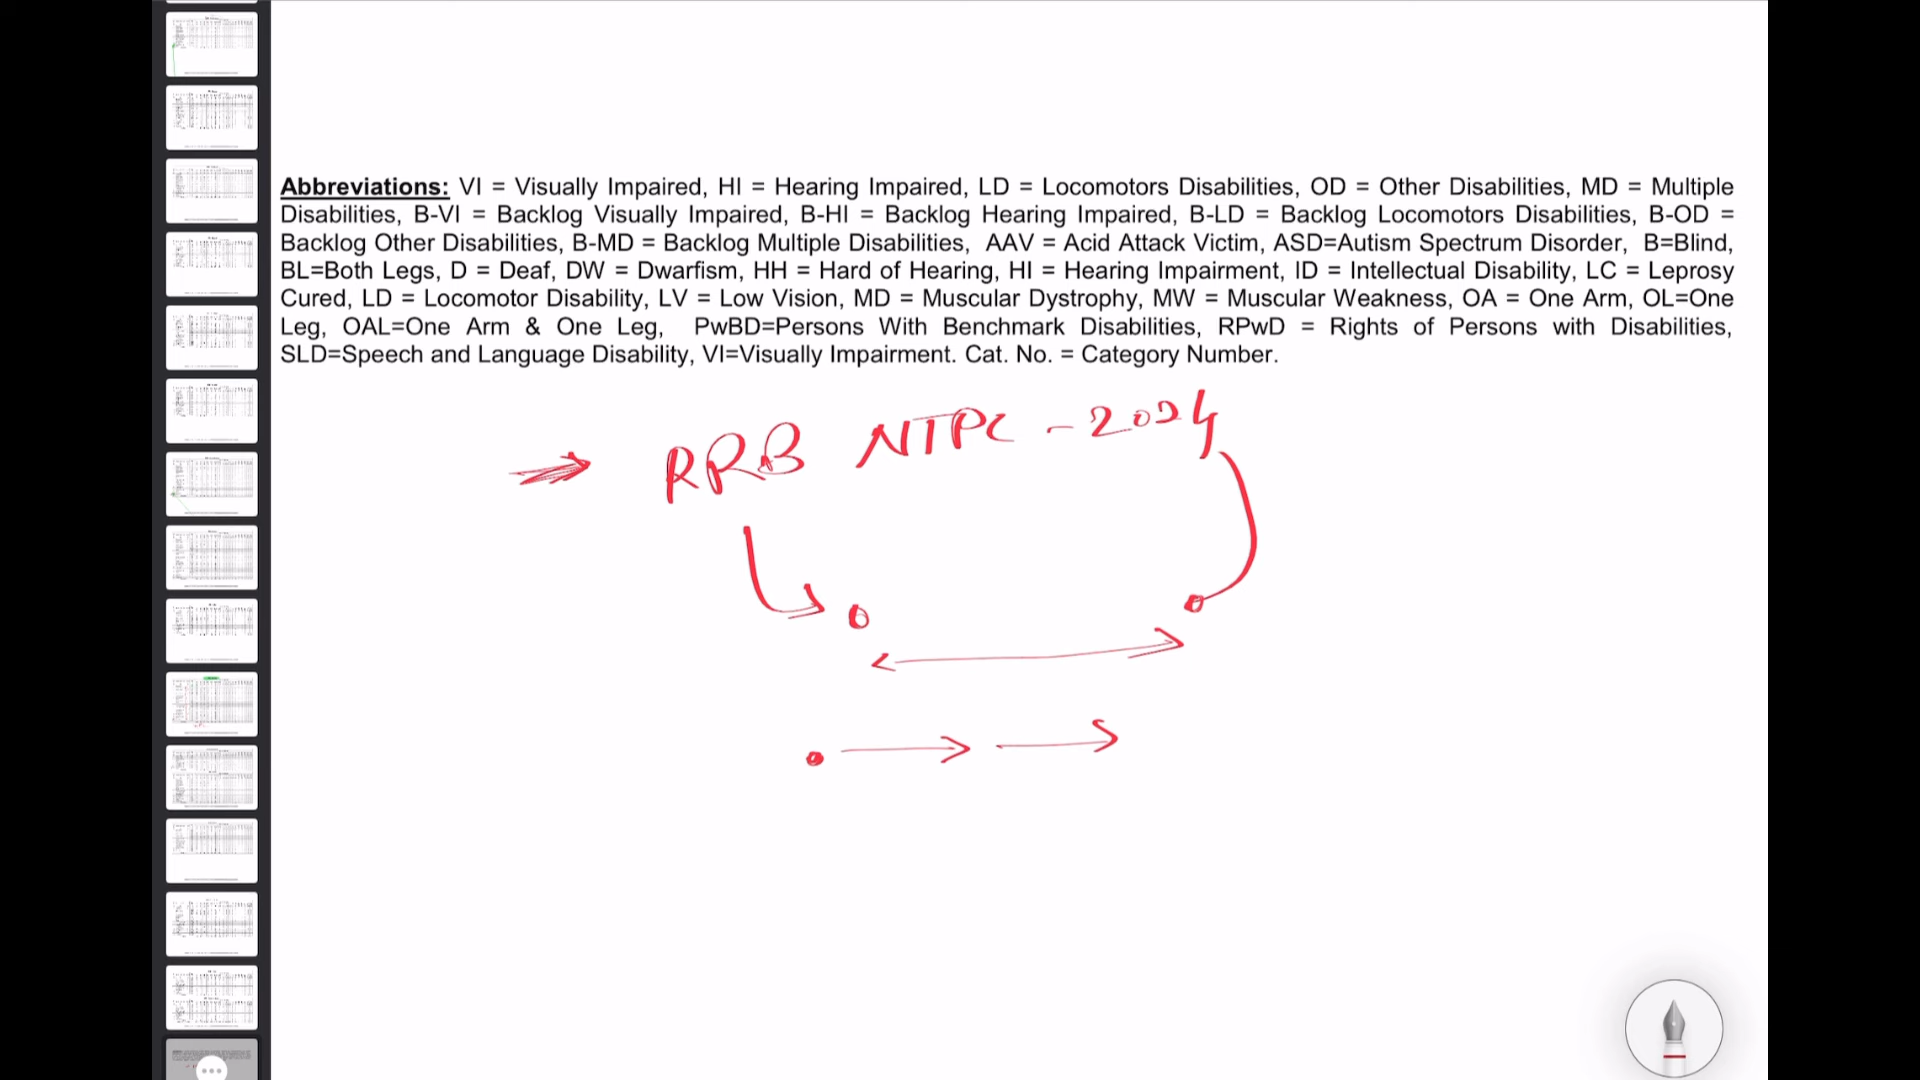 Abbreviations: VI = Visually Impaired, HI = Hearing Impaired, LD = Locomotors Disabilities, OD = Other Disabilities, MD = Multiple
Disabilities, B-VI = Backlog Visually Impaired, B-HI = Backlog Hearing Impaired, B-LD = Backlog Locomotors Disabilities, B-OD =
Backlog Other Disabilities, B-MD = Backlog Multiple Disabilities, AAV = Acid Attack Victim, ASD=Autism Spectrum Disorder, B=Blind,
BL=Both Legs, D = Deaf, DW = Dwarfism, HH = Hard of Hearing, HI = Hearing Impairment, ID = Intellectual Disability, LC = Leprosy
Cured, LD = Locomotor Disability, LV = Low Vision, MD = Muscular Dystrophy, MW = Muscular Weakness, OA = One Arm, OL=One
Leg, OAL=One Arm & One Leg, PwBD=Persons With Benchmark Disabilities, RPwD = Rights of Persons with Disabilities,
SLD=Speech and Language Disability, VI=Visually Impairment. Cat. No. = Category Number.
RRB NTPC - 2024